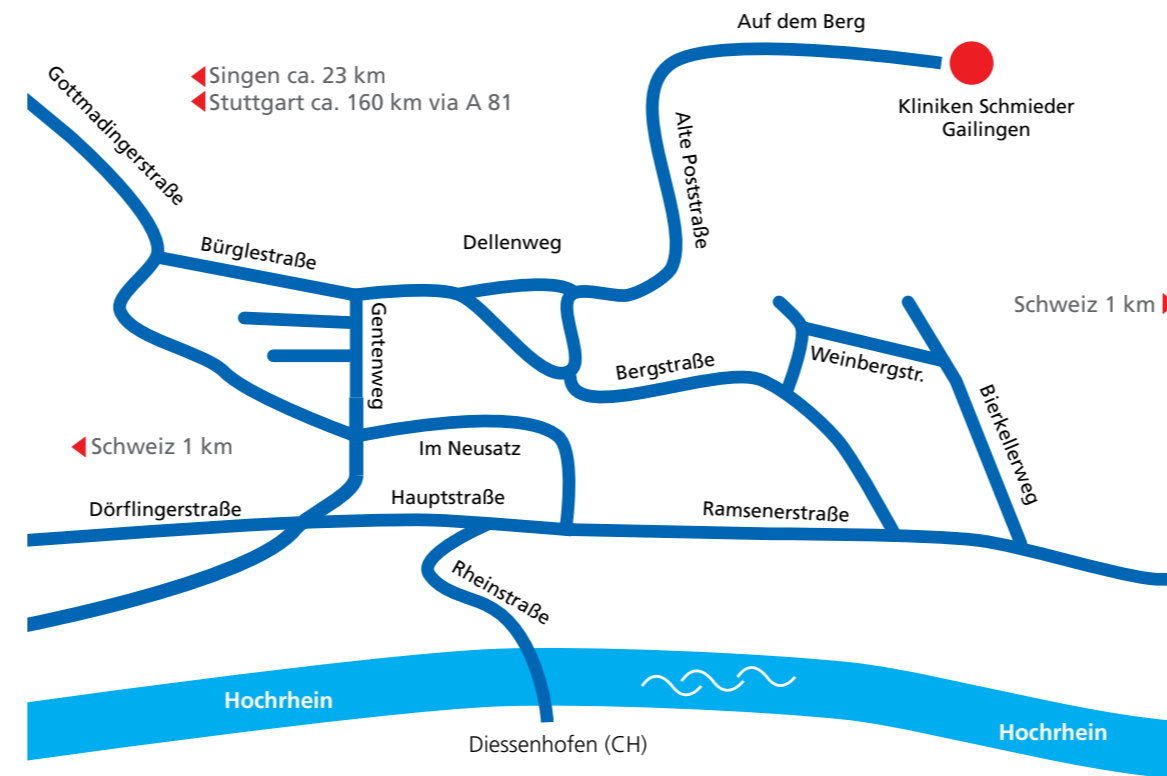 Auf dem Berg
Singen ca. 23 km
Stuttgart ca. 160 km via A 81
Gottmadingerstraße
Klininken Schmieder
Gailingen
Alte Poststraße
Bürglestraße
Dellenweg
Schweiz 1 km
Gentenweg
Bergstraße
Weinbergstr.
Bierkellerweg
Schweiz 1 km
Im Neusatz
Dörflingerstraße
Hauptstraße
Ramsenerstraße
Rheinstraße
Hochrhein
Hochrhein
Diessenhofen (CH)